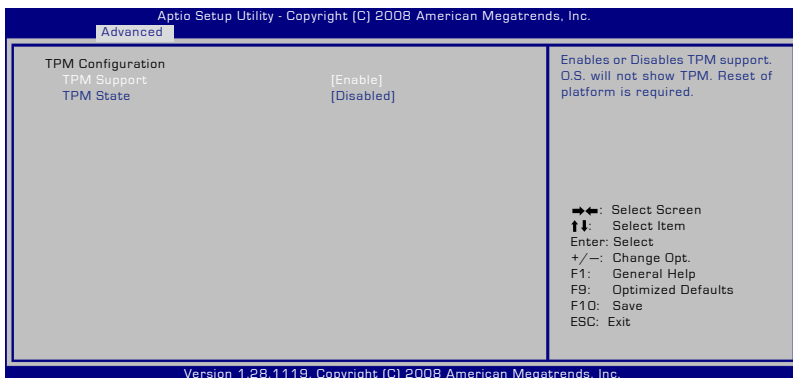 Aptio Setup Utility - Copyright (C) 2008 American Megatrends, Inc.
Advanced
TPM Configuration
TPM Support [Enable]
TPM State [Disabled]
Enables or Disables TPM support.
O.S. will not show TPM. Reset of
platform is required.
➡⬅: Select Screen
⬆⬇: Select Item
Enter: Select
+/—: Change Opt.
F1: General Help
F9: Optimized Defaults
F10: Save
ESC: Exit
Version 1.28.1119. Copyright (C) 2008 American Megatrends, Inc.